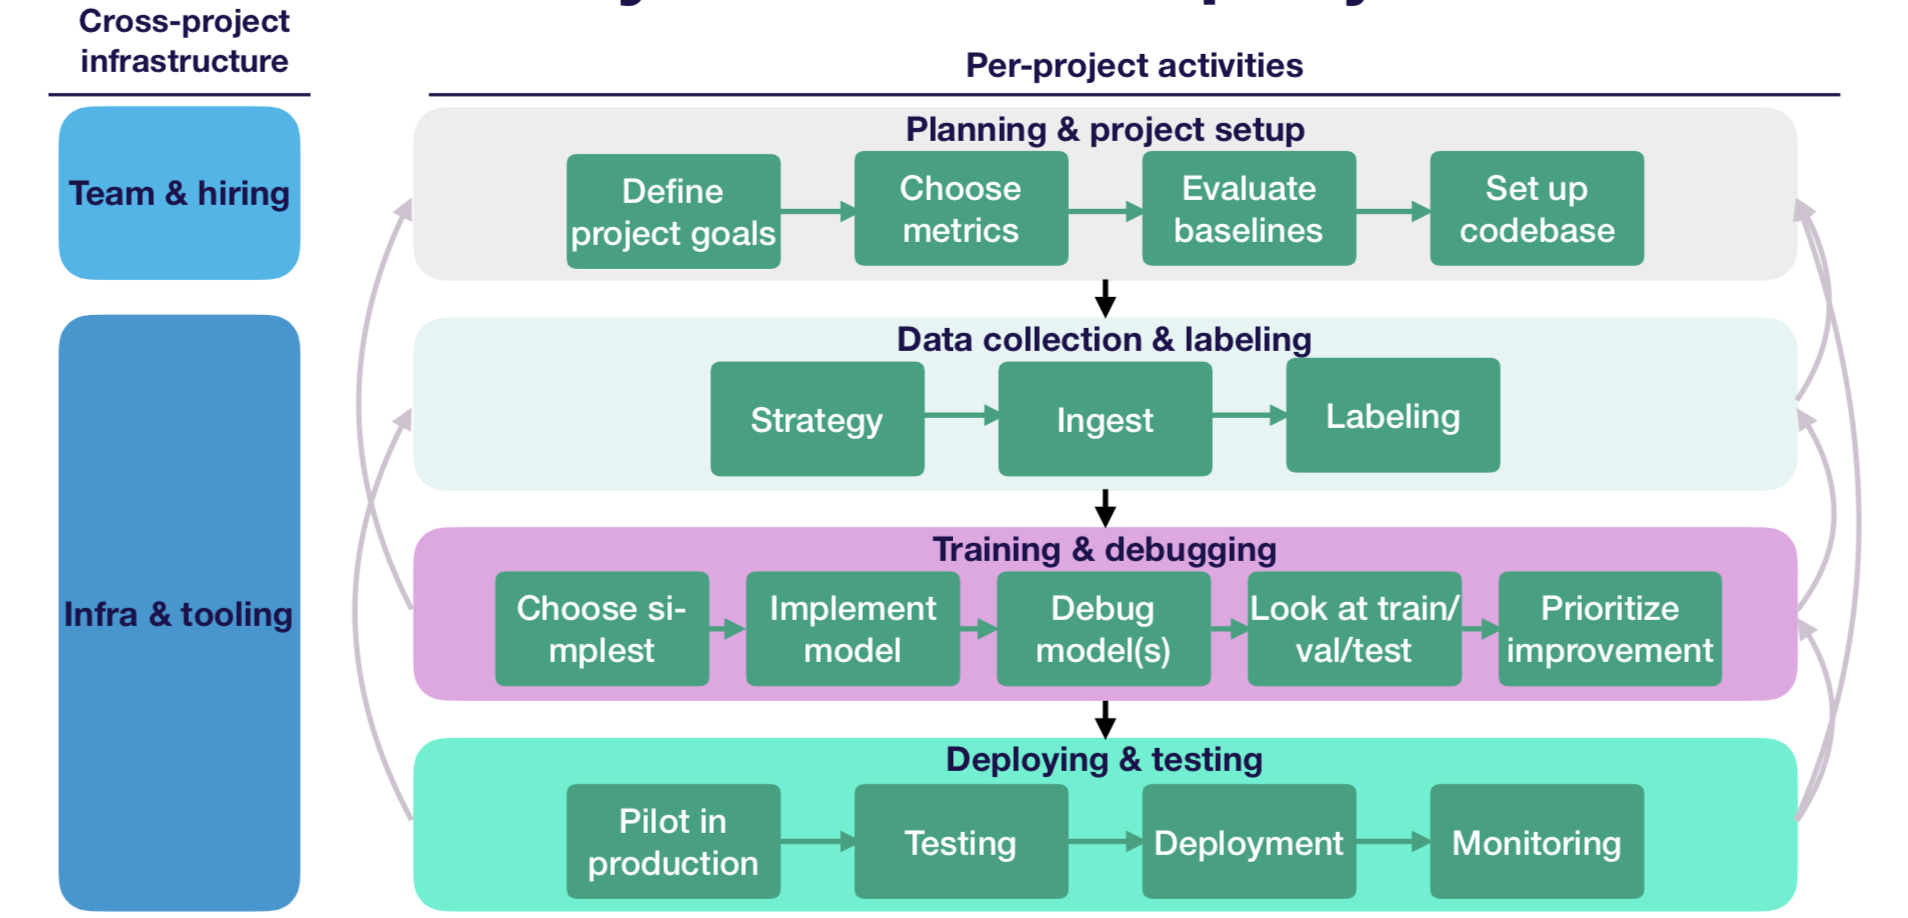 Cross-project
infrastructure
Per-project activities
Team & hiring
Infra & tooling
Planning & project setup
Define
project goals
Choose
metrics
Evaluate
baselines
Set up
codebase
Data collection & labeling
Strategy
Ingest
Labeling
Training & debugging
Choose si-
mplest
Implement
model
Debug
model(s)
Look at train/
val/test
Prioritize
improvement
Deploying & testing
Pilot in
production
Testing
Deployment
Monitoring